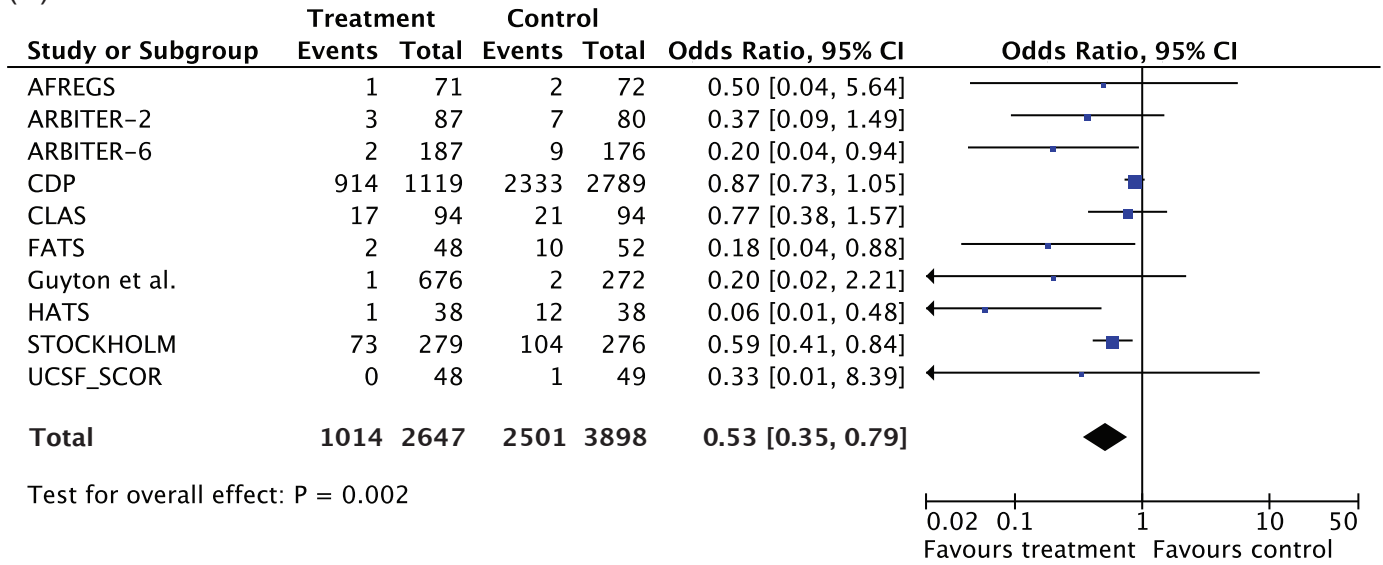 Treatment Control
Study or Subgroup Events Total Events Total Odds Ratio, 95% CI Odds Ratio, 95% CI
AFREGS 1 71 2 72 0.50 [0.04, 5.64]
ARBITER-2 3 87 7 80 0.37 [0.09, 1.49]
ARBITER-6 2 187 9 176 0.20 [0.04, 0.94]
CDP 914 1119 2333 2789 0.87 [0.73, 1.05]
CLAS 17 94 21 94 0.77 [0.38, 1.57]
FATS 2 48 10 52 0.18 [0.04, 0.88]
Guyton et al. 1 676 2 272 0.20 [0.02, 2.21]
HATS 1 38 12 38 0.06 [0.01, 0.48]
STOCKHOLM 73 279 104 276 0.59 [0.41, 0.84]
UCSF_SCOR 0 48 1 49 0.33 [0.01, 8.39]
Total 1014 2647 2501 3898 0.53 [0.35, 0.79]
Test for overall effect: P = 0.002
0.02 0.1 1 10 50
Favours treatment Favours control